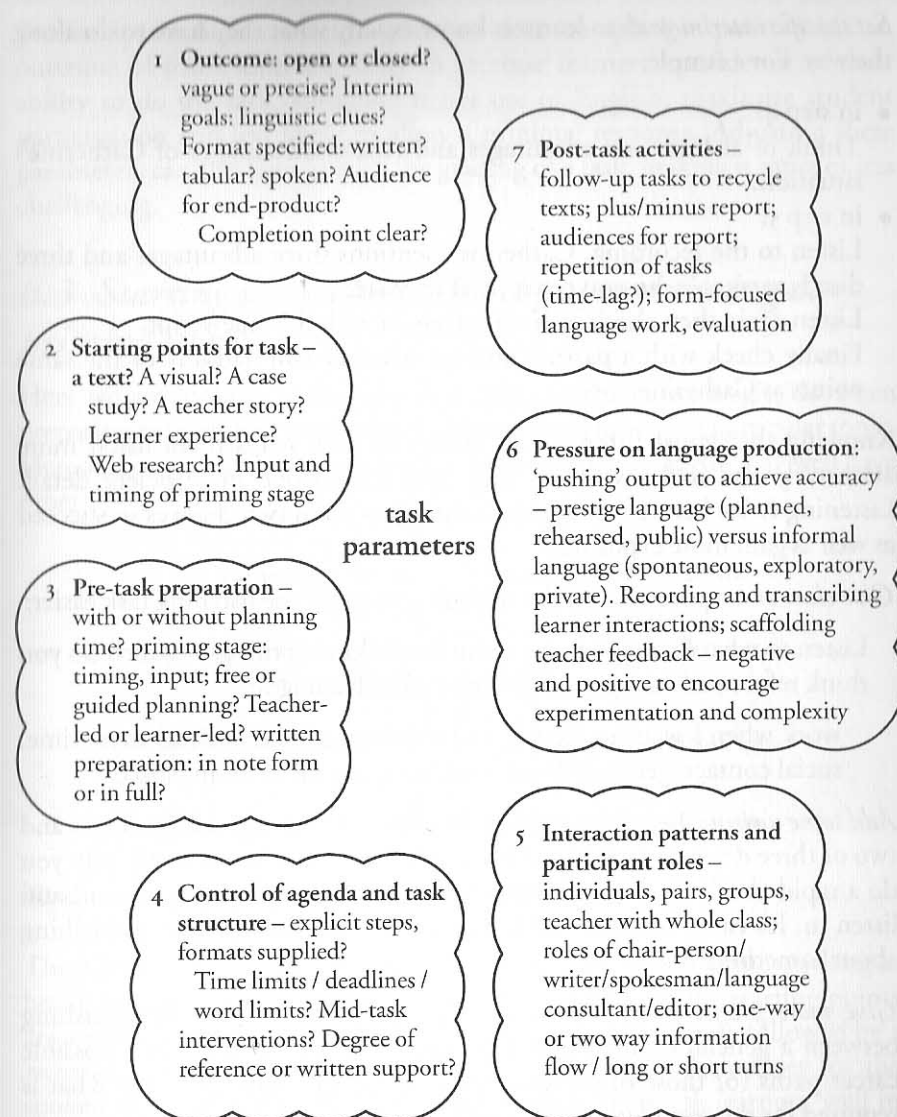 1 Outcome: open or closed?
vague or precise? Interim
goals: linguistic clues?
Format specified: written?
tabular? spoken? Audience
for end-product?
Completion point clear?
2 Starting points for task –
a text? A visual? A case
study? A teacher story?
Learner experience?
Web research? Input and
timing of priming stage
3 Pre-task preparation –
with or without planning
time? priming stage:
timing, input; free or
guided planning? Teacher-
led or learner-led? written
preparation: in note form
or in full?
4 Control of agenda and task
structure – explicit steps,
formats supplied?
Time limits / deadlines /
word limits? Mid-task
interventions? Degree of
reference or written support?
task
parameters
5 Interaction patterns and
participant roles –
individuals, pairs, groups,
teacher with whole class;
roles of chair-person/
writer/spokesman/language
consultant/editor; one-way
or two way information
flow / long or short turns
6 Pressure on language production:
‘pushing’ output to achieve accuracy
– prestige language (planned,
rehearsed, public) versus informal
language (spontaneous, exploratory,
private). Recording and transcribing
learner interactions; scaffolding
teacher feedback – negative
and positive to encourage
experimentation and complexity
7 Post-task activities –
follow-up tasks to recycle
texts; plus/minus report;
audiences for report;
repetition of tasks
(time-lag?); form-focused
language work, evaluation